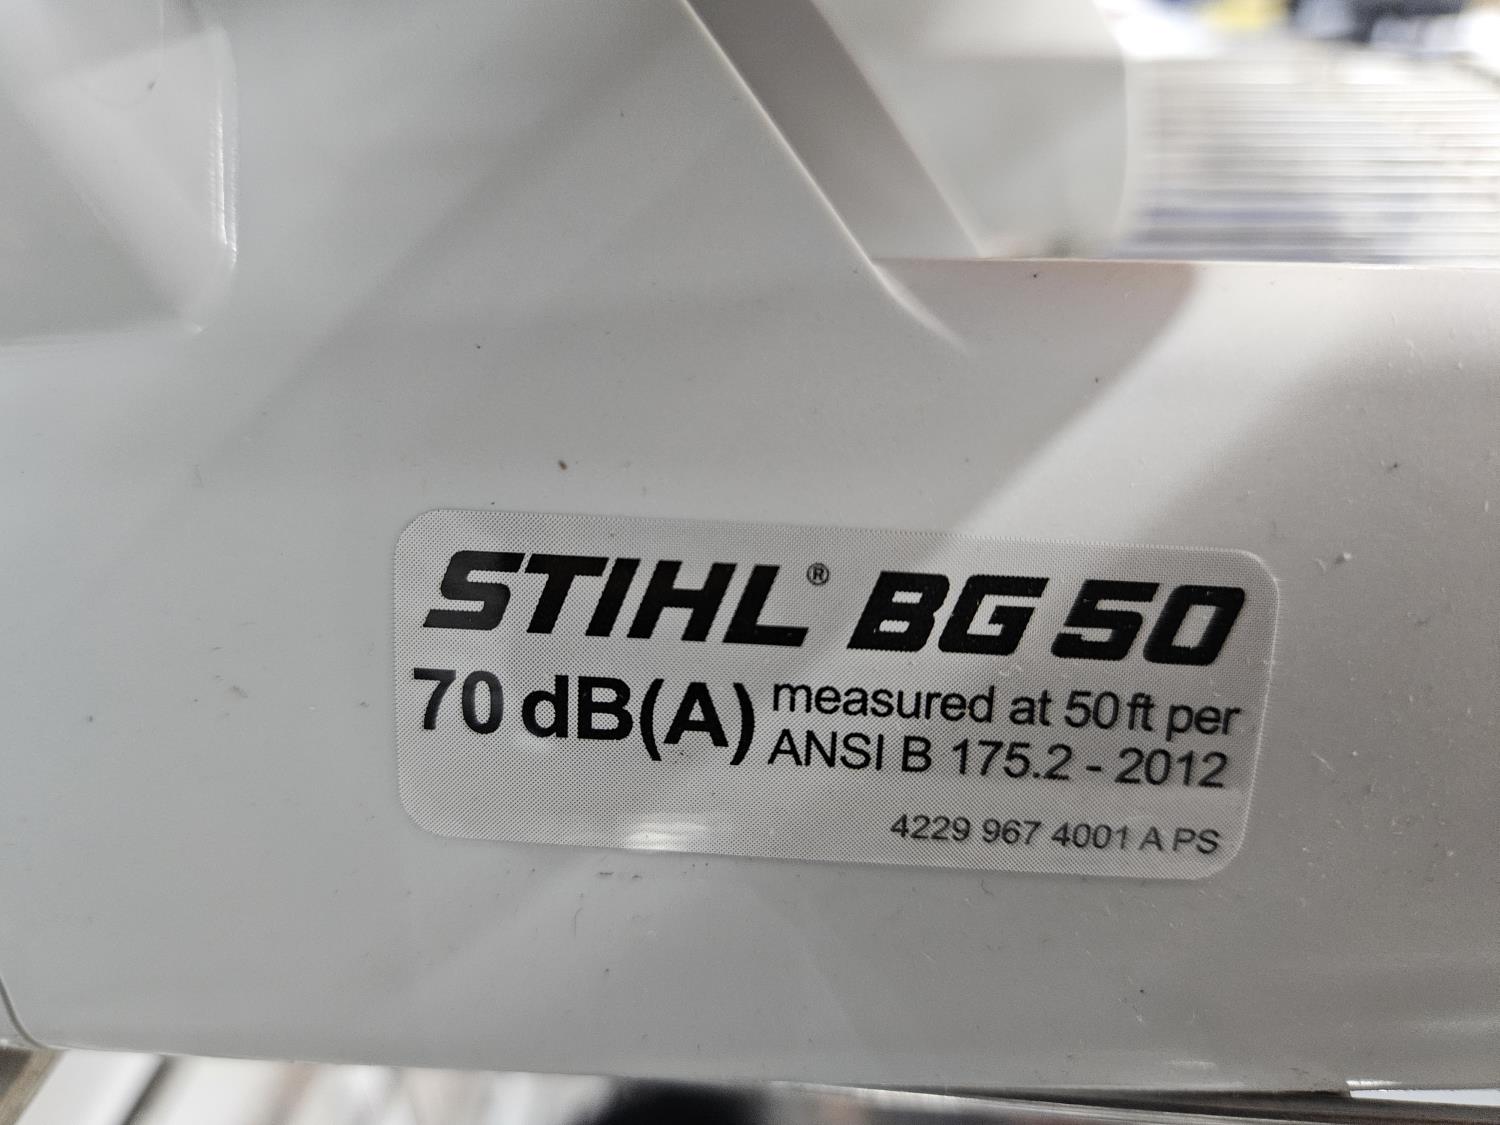 STIHL® BG 50
70 dB(A) measured at 50 ft per
ANSI B 175.2 - 2012
4229 967 4001 A PS